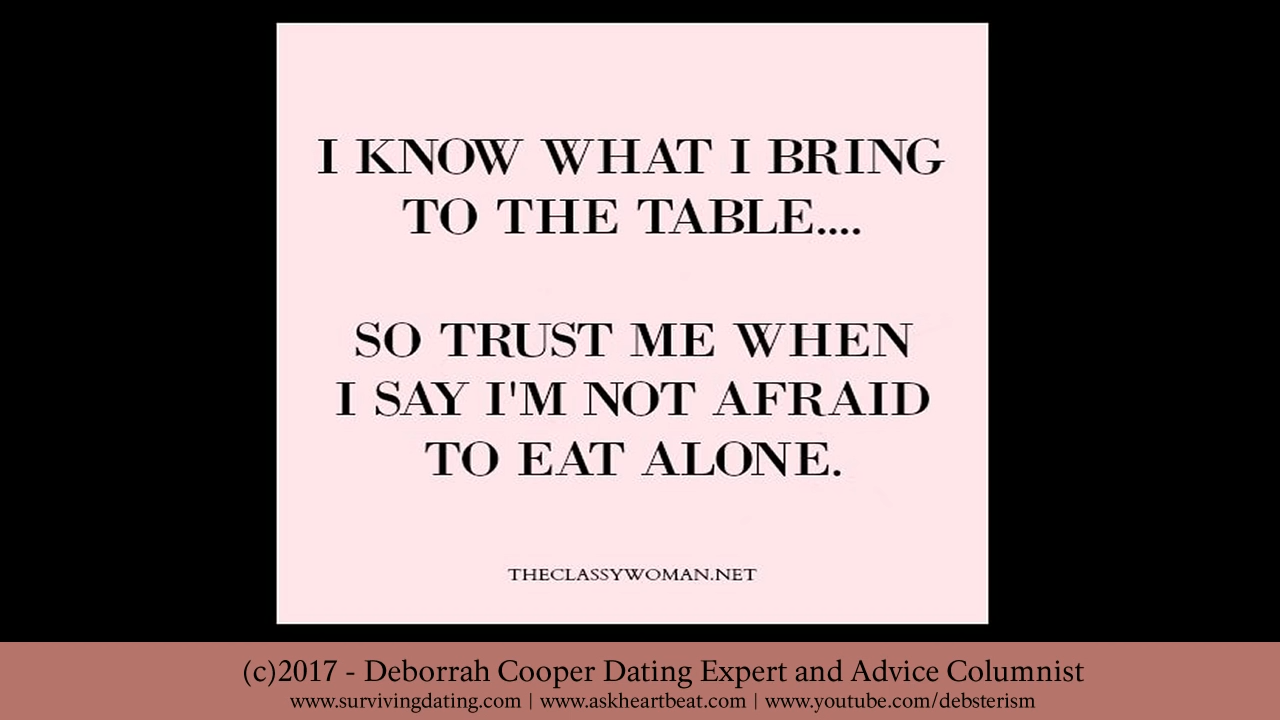 I KNOW WHAT I BRING
TO THE TABLE....
SO TRUST ME WHEN
I SAY I'M NOT AFRAID
TO EAT ALONE.
THECLASSYWOMAN.NET
(c)2017 - Deborrah Cooper Dating Expert and Advice Columnist
www.survivingdating.com | www.askheartbeat.com | www.youtube.com/debsterism